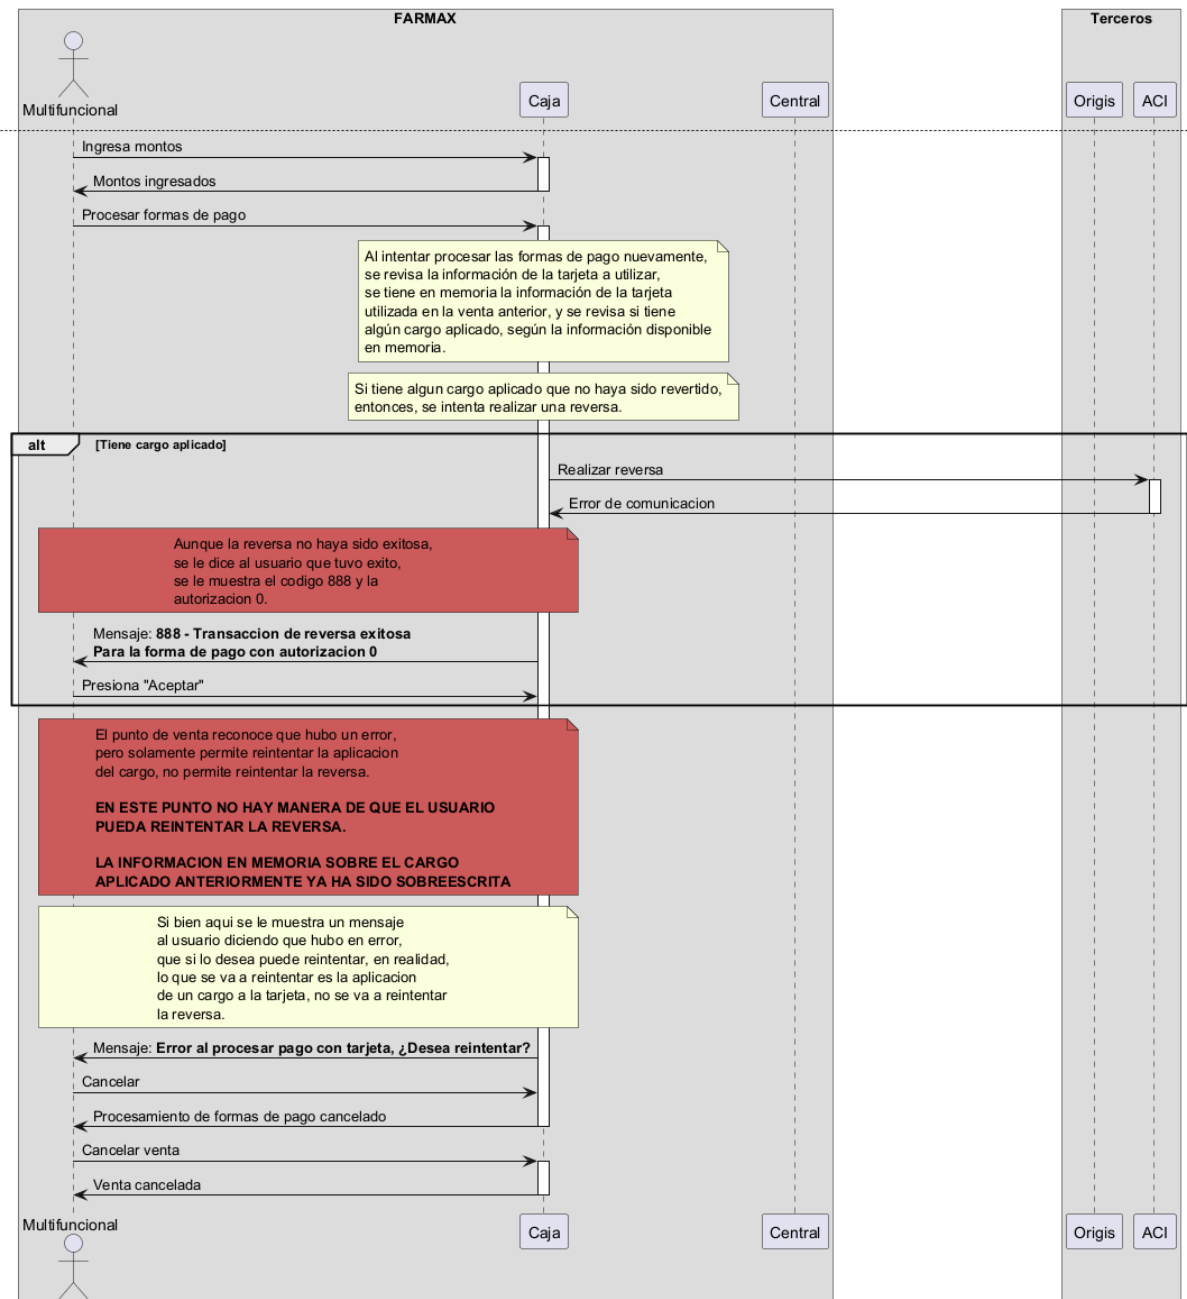 FARMAX
Terceros
Multifuncional
Caja
Central
Origis
ACI
Ingresa montos
Montos ingresados
Procesar formas de pago
Al intentar procesar las formas de pago nuevamente,
se revisa la información de la tarjeta a utilizar,
se tiene en memoria la información de la tarjeta
utilizada en la venta anterior, y se revisa si tiene
algún cargo aplicado, según la información disponible
en memoria.
Si tiene algun cargo aplicado que no haya sido revertido,
entonces, se intenta realizar una reversa.
alt
[Tiene cargo aplicado]
Realizar reversa
Error de comunicacion
Aunque la reversa no haya sido exitosa,
se le dice al usuario que tuvo exito,
se le muestra el codigo 888 y la
autorizacion 0.
Mensaje: 888 - Transaccion de reversa exitosa
Para la forma de pago con autorizacion 0
Presiona "Aceptar"
El punto de venta reconoce que hubo un error,
pero solamente permite reintentar la aplicacion
del cargo, no permite reintentar la reversa.
EN ESTE PUNTO NO HAY MANERA DE QUE EL USUARIO
PUEDA REINTENTAR LA REVERSA.
LA INFORMACION EN MEMORIA SOBRE EL CARGO
APLICADO ANTERIORMENTE YA HA SIDO SOBREESCRITA
Si bien aqui se le muestra un mensaje
al usuario diciendo que hubo en error,
que si lo desea puede reintentar, en realidad,
lo que se va a reintentar es la aplicacion
de un cargo a la tarjeta, no se va a reintentar
la reversa.
Mensaje: Error al procesar pago con tarjeta, ¿Desea reintentar?
Cancelar
Procesamiento de formas de pago cancelado
Cancelar venta
Venta cancelada
Multifuncional
Caja
Central
Origis
ACI